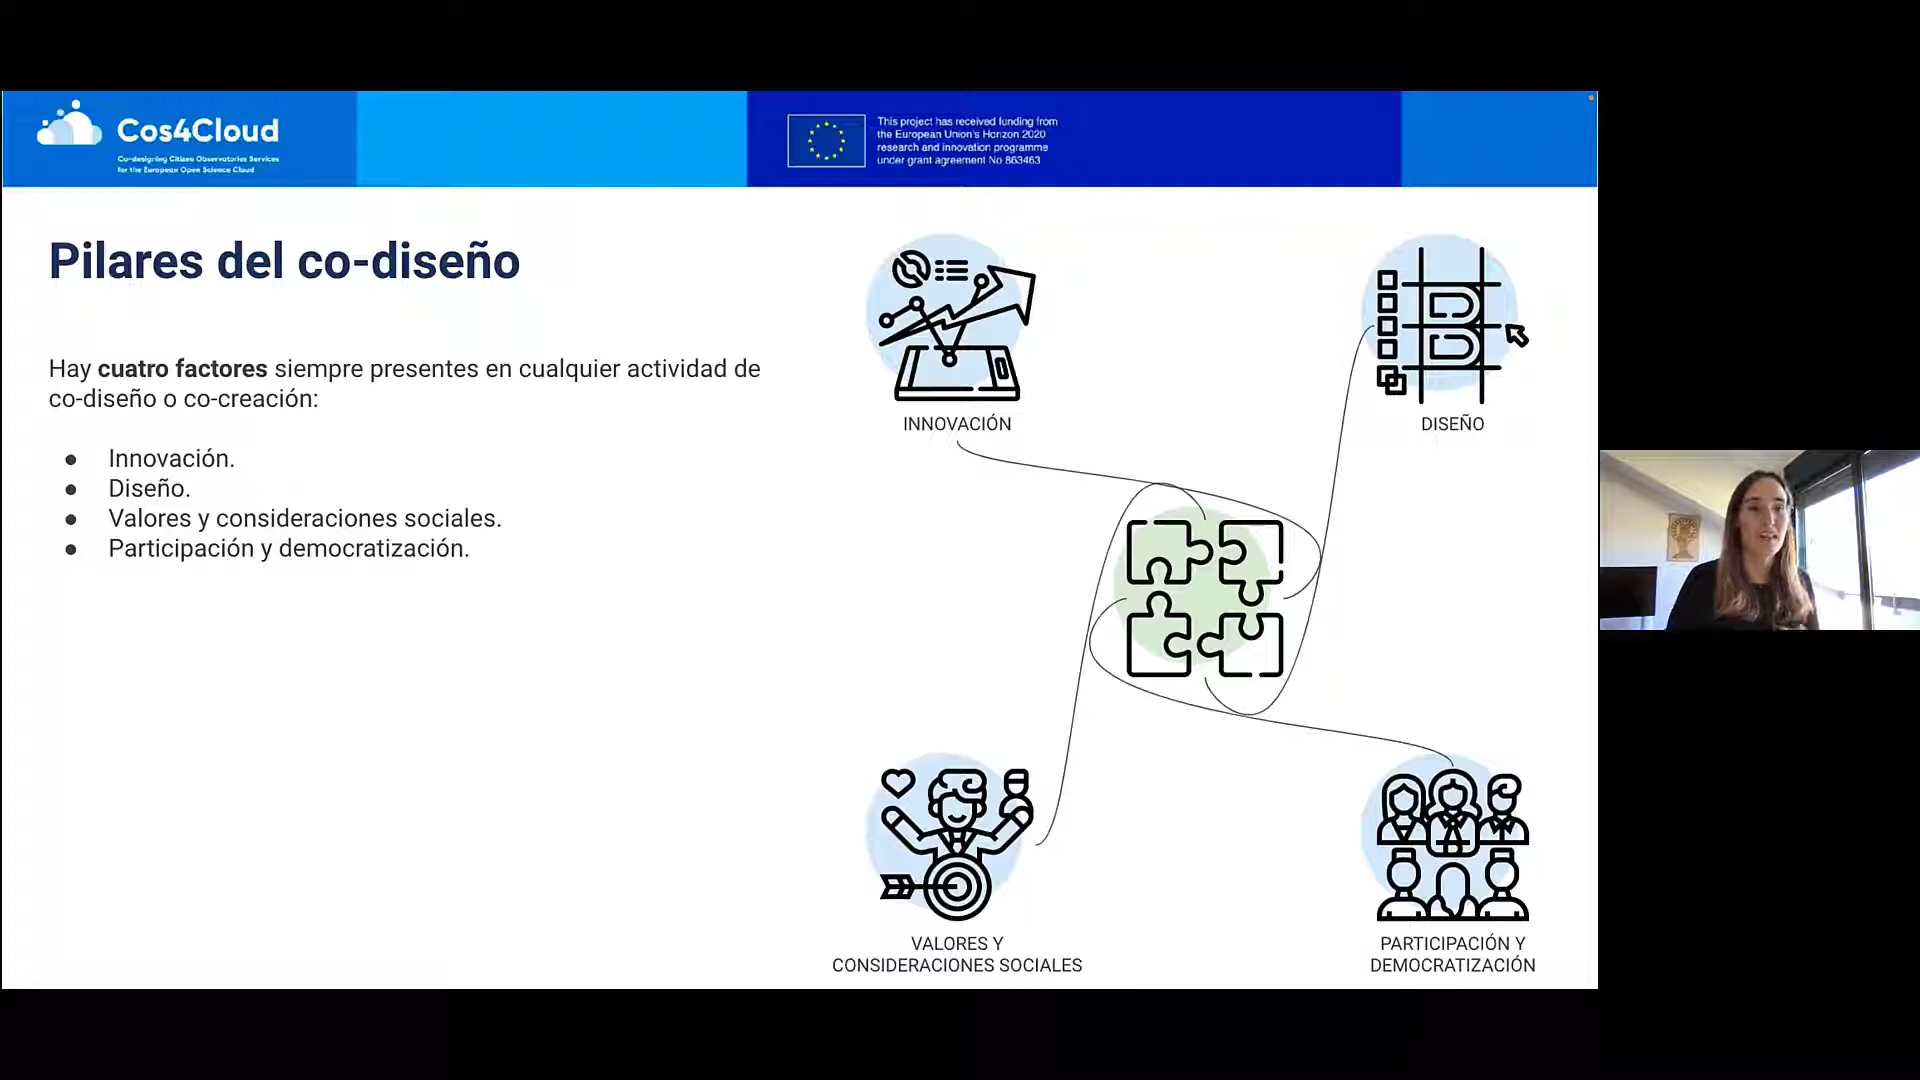 Cos4Cloud
Co-designing Citizen Observatories Services
for the European Open Science Cloud
This project has received funding from
the European Union's Horizon 2020
research and innovation programme
under grant agreement No 863463
Pilares del co-diseño
Hay cuatro factores siempre presentes en cualquier actividad de
co-diseño o co-creación:
● Innovación.
● Diseño.
● Valores y consideraciones sociales.
● Participación y democratización.
INNOVACIÓN
DISEÑO
VALORES Y
CONSIDERACIONES SOCIALES
PARTICIPACIÓN Y
DEMOCRATIZACIÓN